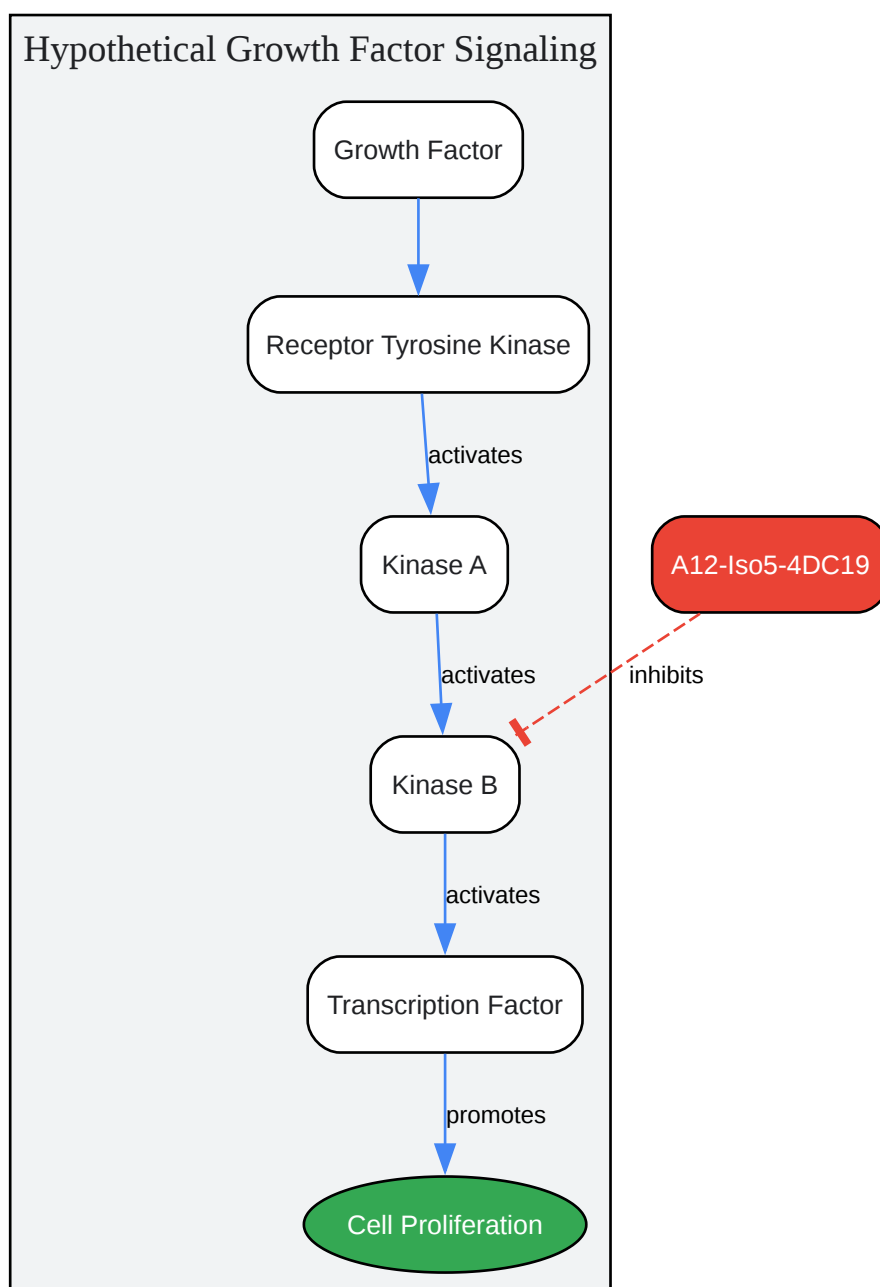 Hypothetical Growth Factor Signaling
Growth Factor
Receptor Tyrosine Kinase
activates
Kinase A
A12-Iso5-4DC19
activates
inhibits
Kinase B
activates
Transcription Factor
promotes
Cell Proliferation